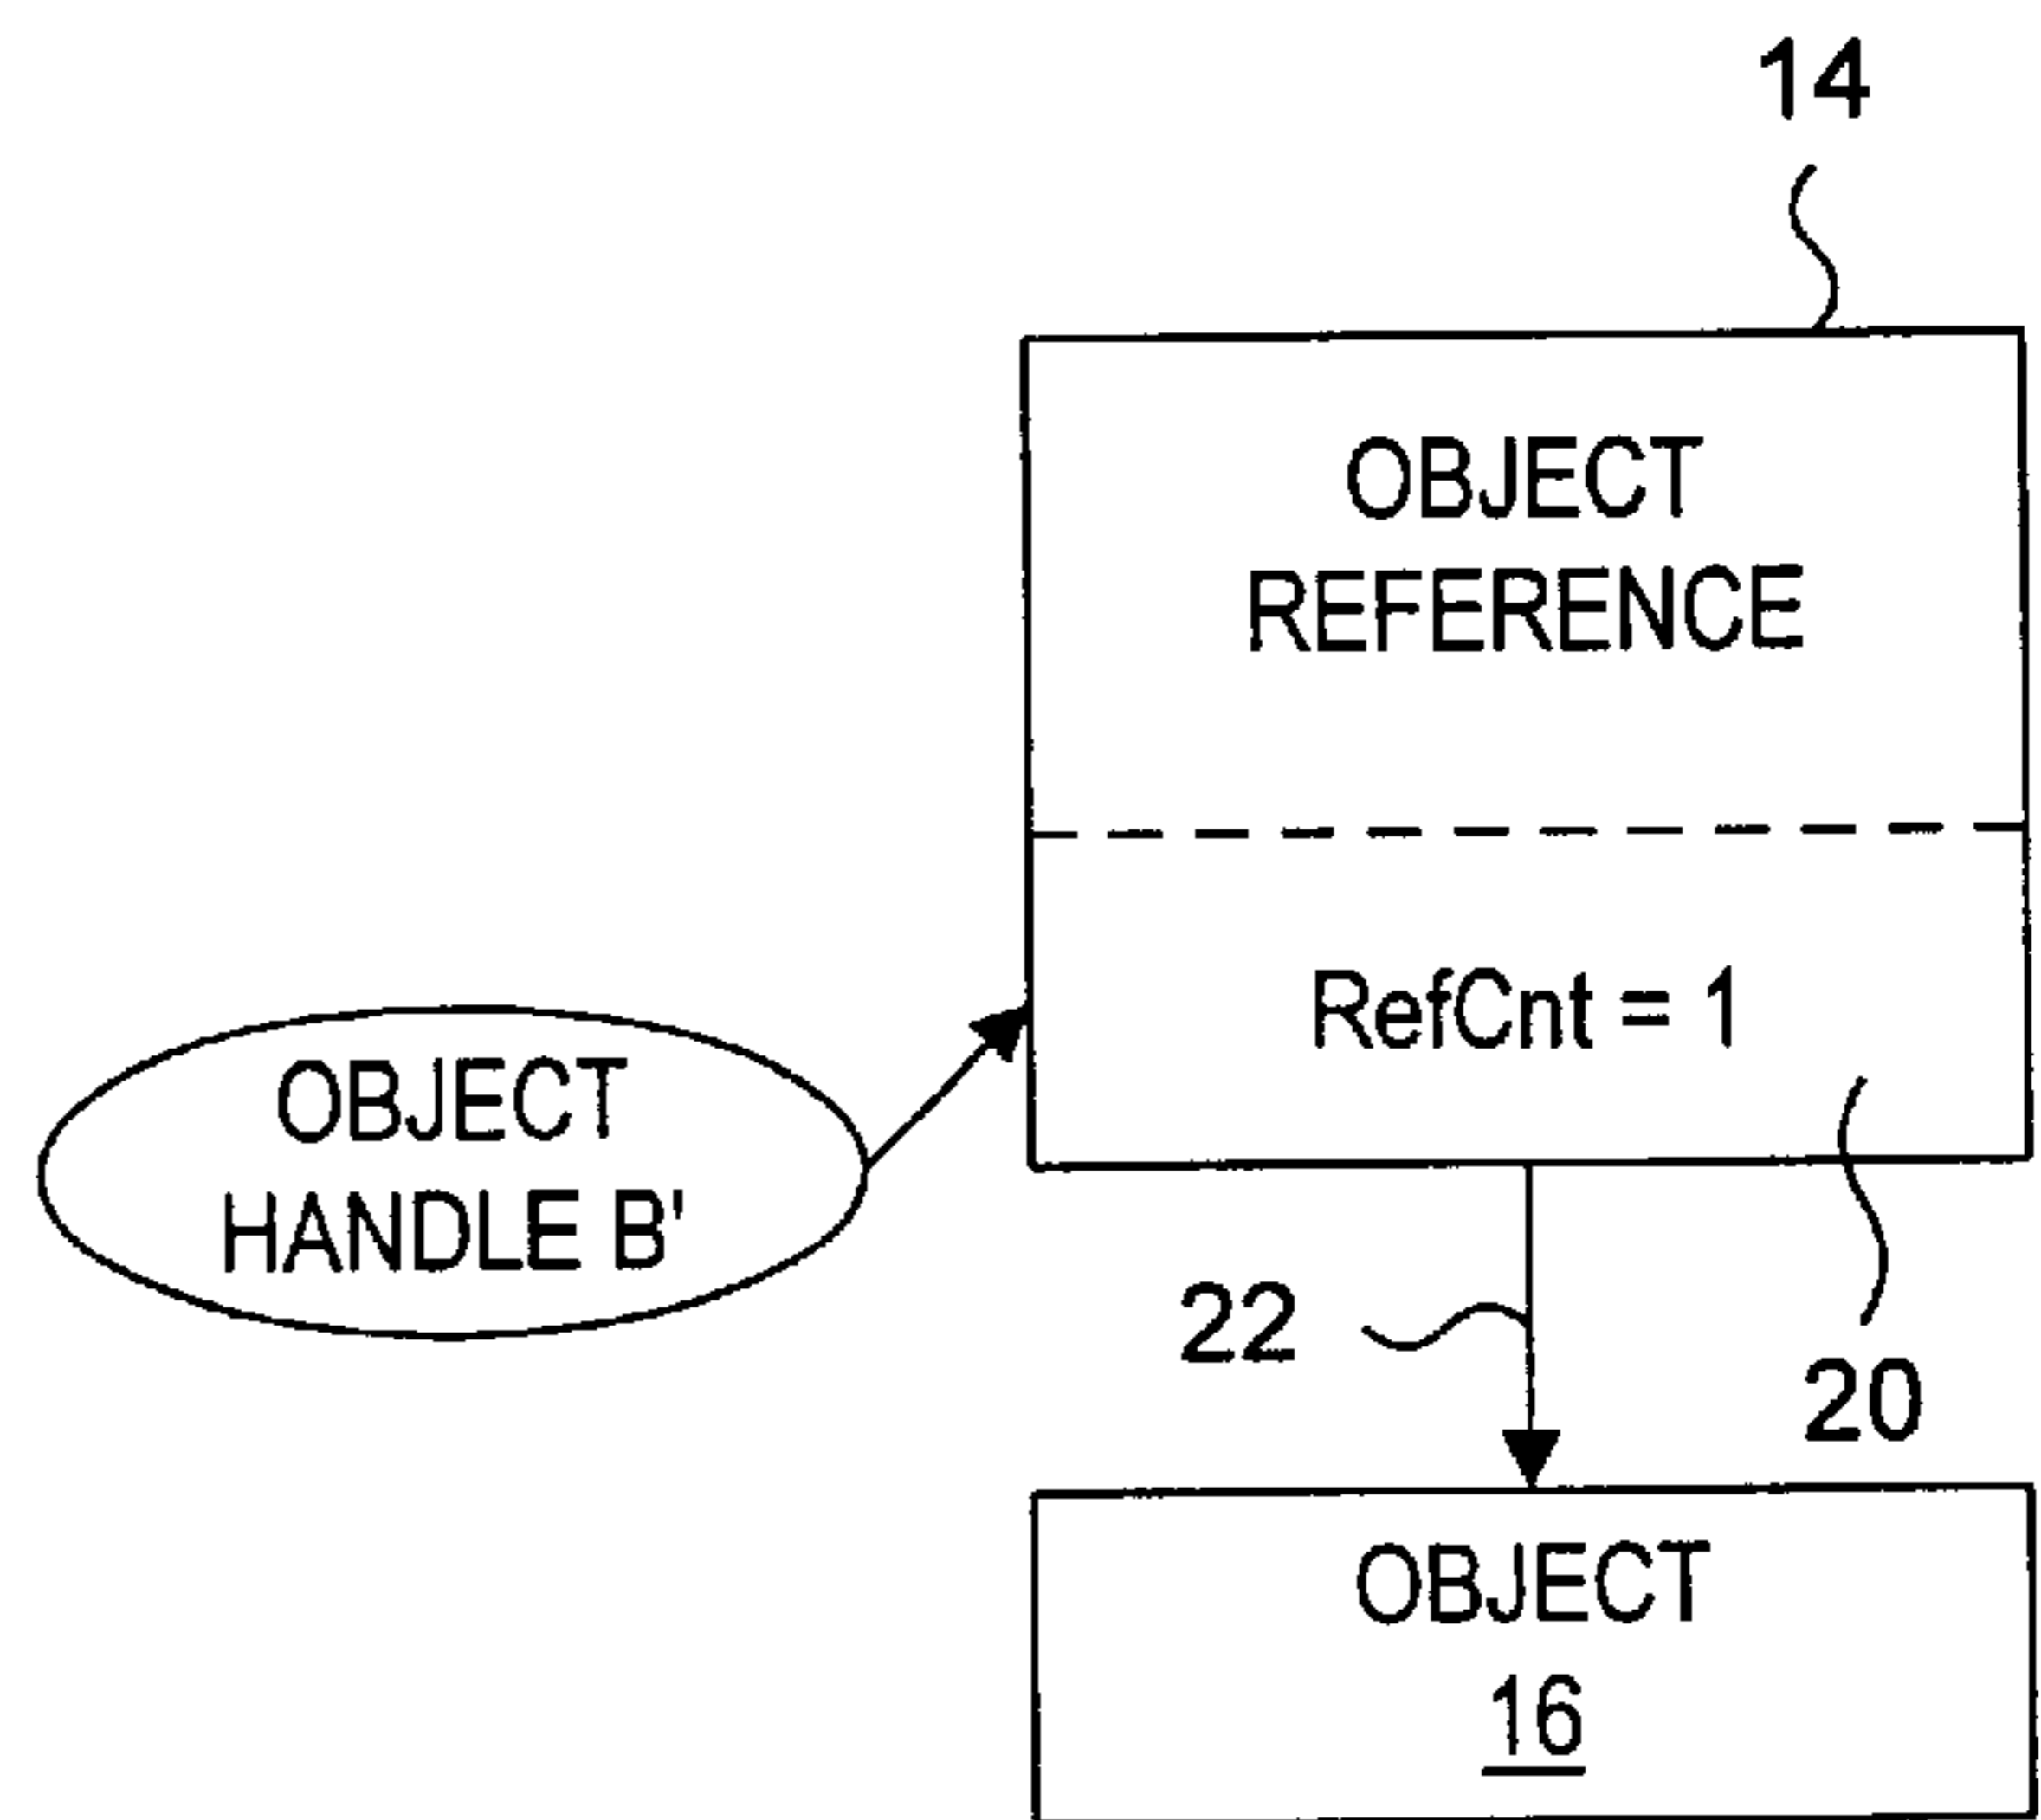 14
OBJECT
REFERENCE
RefCnt = 1
OBJECT
HANDLE B'
22
20
OBJECT
16